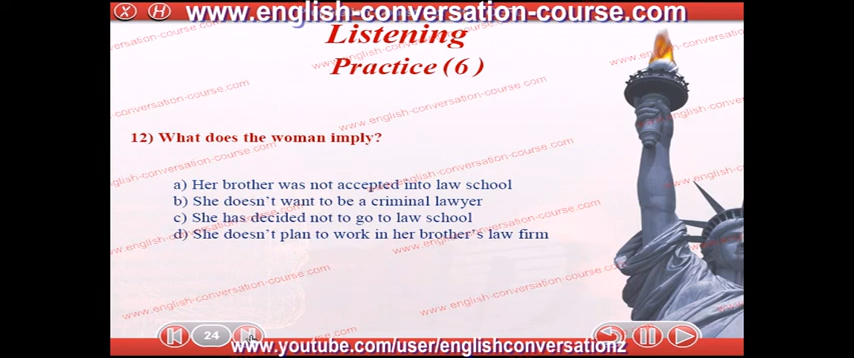 www.english-conversation-course.com
X
H
Listening
Practice (6)
12) What does the woman imply?
a) Her brother was not accepted into law school
b) She doesn't want to be a criminal lawyer
c) She has decided not to go to law school
d) She doesn't plan to work in her brother's law firm
24
www.youtube.com/user/englishconversationz